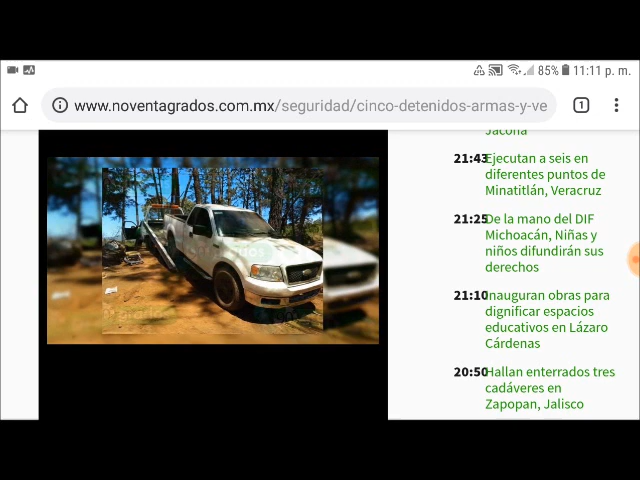 85% 11:11 p. m.
www.noventagrados.com.mx/seguridad/cinco-detenidos-armas-y-ve
1
Jacona
21:43 Ejecutan a seis en
diferentes puntos de
Minatitlán, Veracruz
21:25 De la mano del DIF
Michoacán, Niñas y
niños difundirán sus
derechos
21:10 Inauguran obras para
dignificar espacios
educativos en Lázaro
Cárdenas
20:50 Hallan enterrados tres
cadáveres en
Zapopan, Jalisco